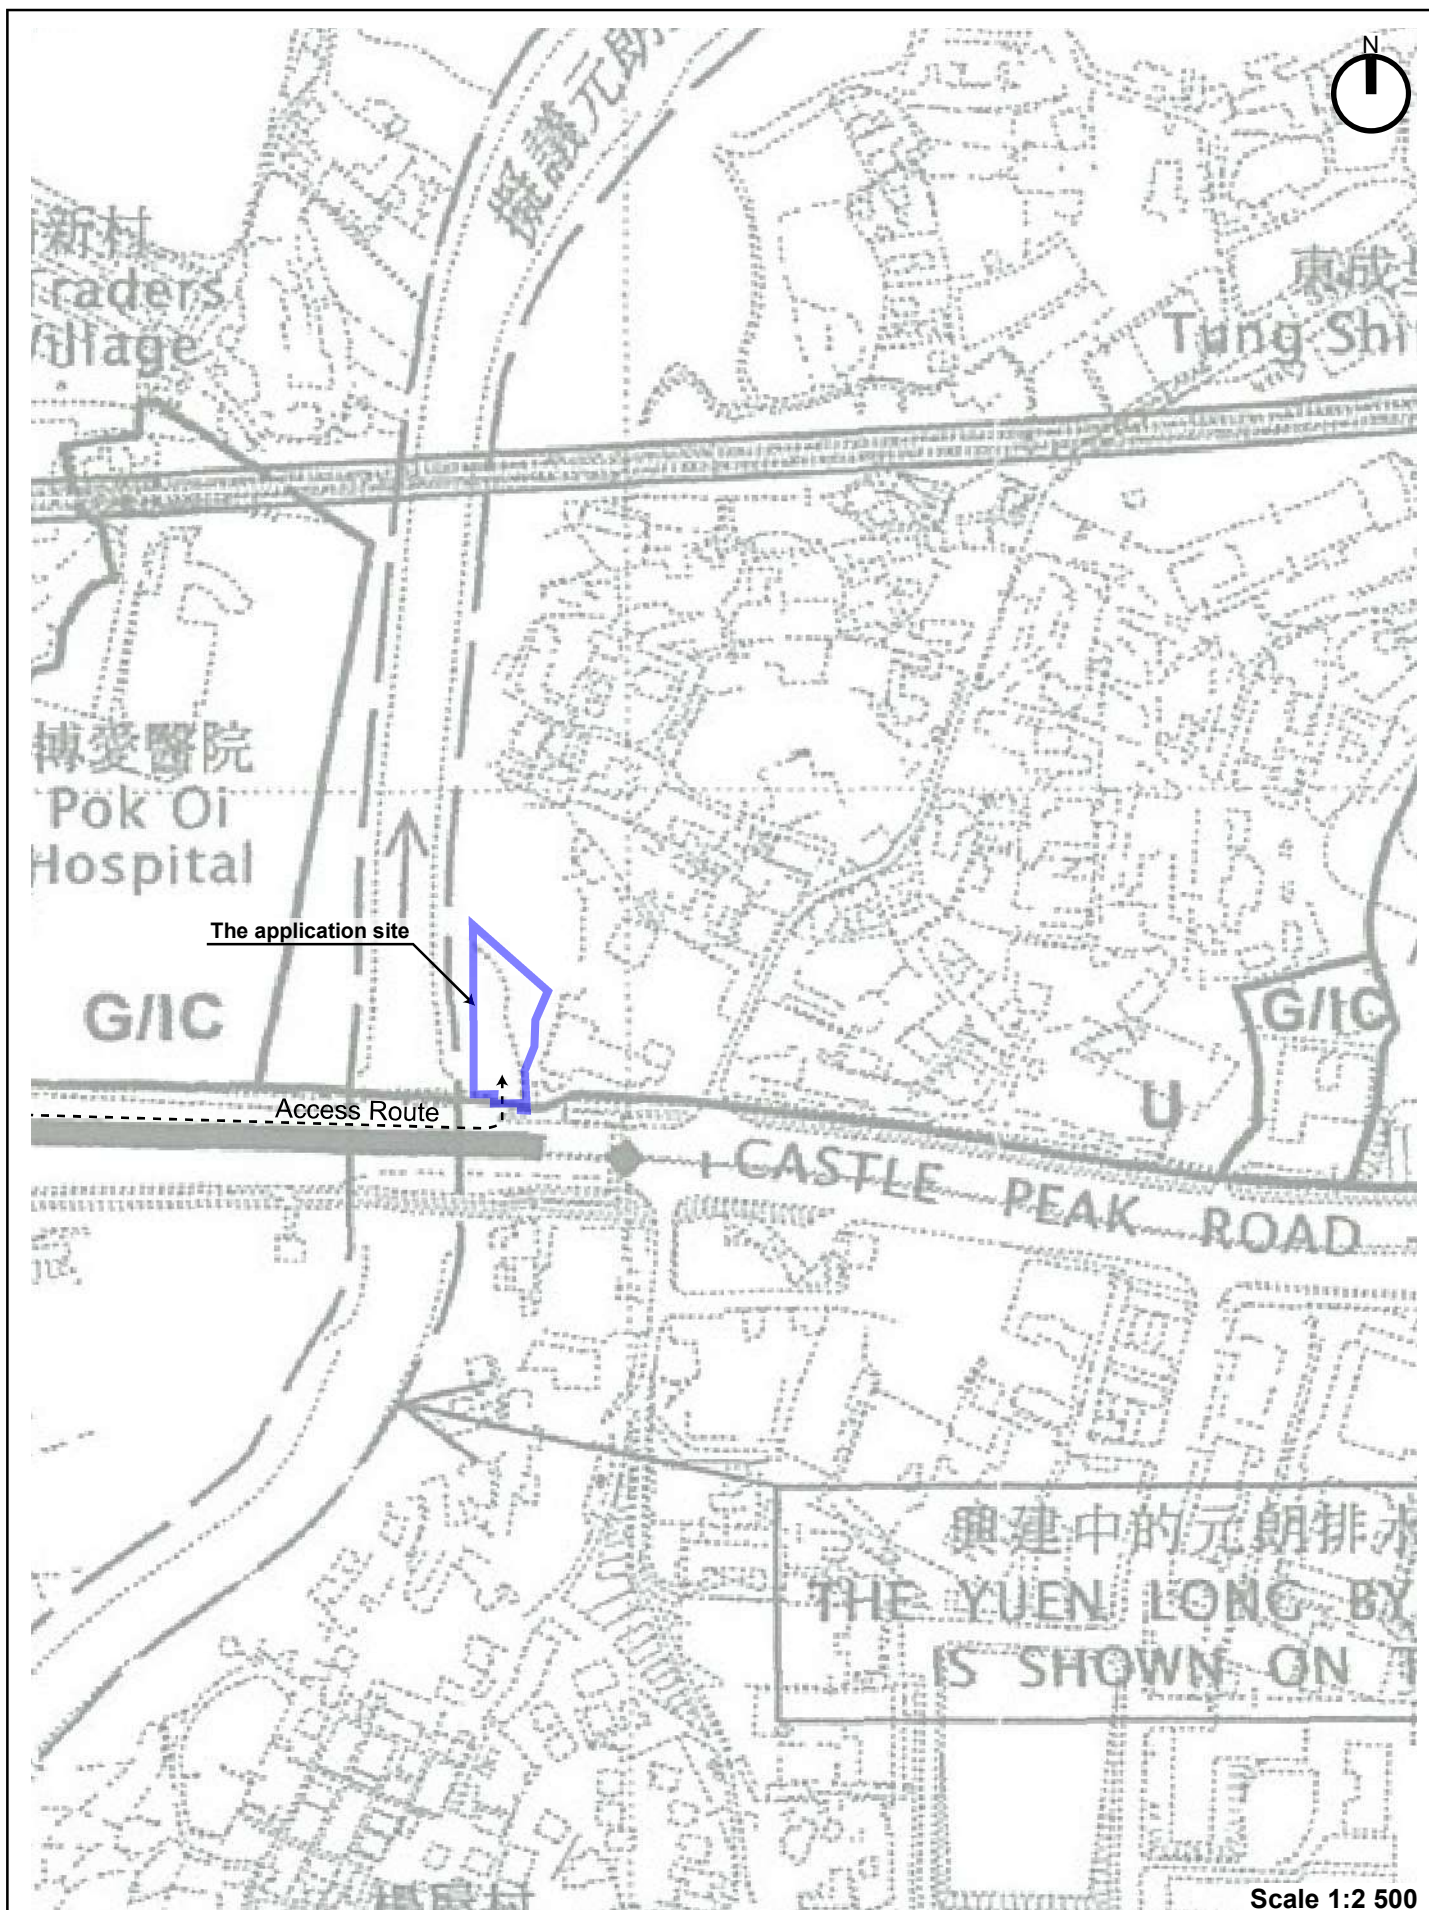 N
擬議元朗
新村
raders
Village
東成
Tung Shi
博愛醫院
Pok Oi
Hospital
The application site
G/IC
G/IC
Access Route
U
CASTLE PEAK ROAD
興建中的元朗排水
THE YUEN LONG BY
IS SHOWN ON T
Scale 1:2 500